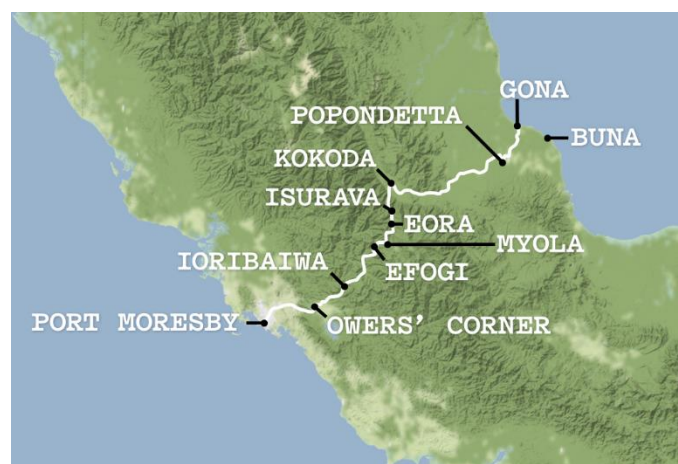 GONA
POPONDETTA
BUNA
KOKODA
ISURAVA
EORA
MYOLA
IORIBAIWA
EFOGI
PORT MORESBY
OWERS’ CORNER